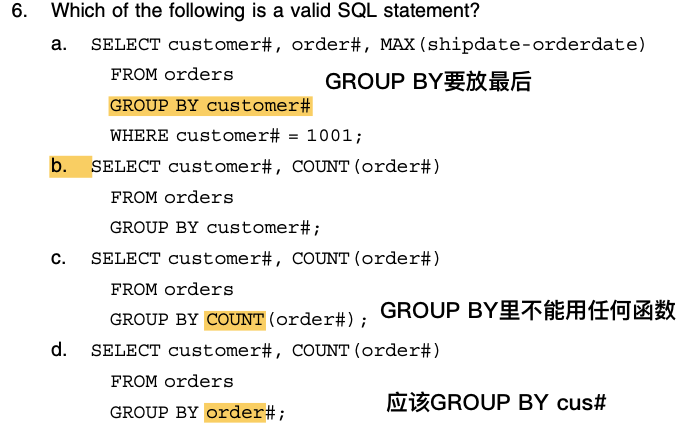 6. Which of the following is a valid SQL statement?
a. SELECT customer#, order#, MAX(shipdate-orderdate)
FROM orders
GROUP BY要放最后
GROUP BY customer#
WHERE customer# = 1001;
b. SELECT customer#, COUNT(order#)
FROM orders
GROUP BY customer#;
c. SELECT customer#, COUNT(order#)
FROM orders
GROUP BY COUNT(order#);
GROUP BY里不能用任何函数
d. SELECT customer#, COUNT(order#)
FROM orders
GROUP BY order#;
应该GROUP BY cus#